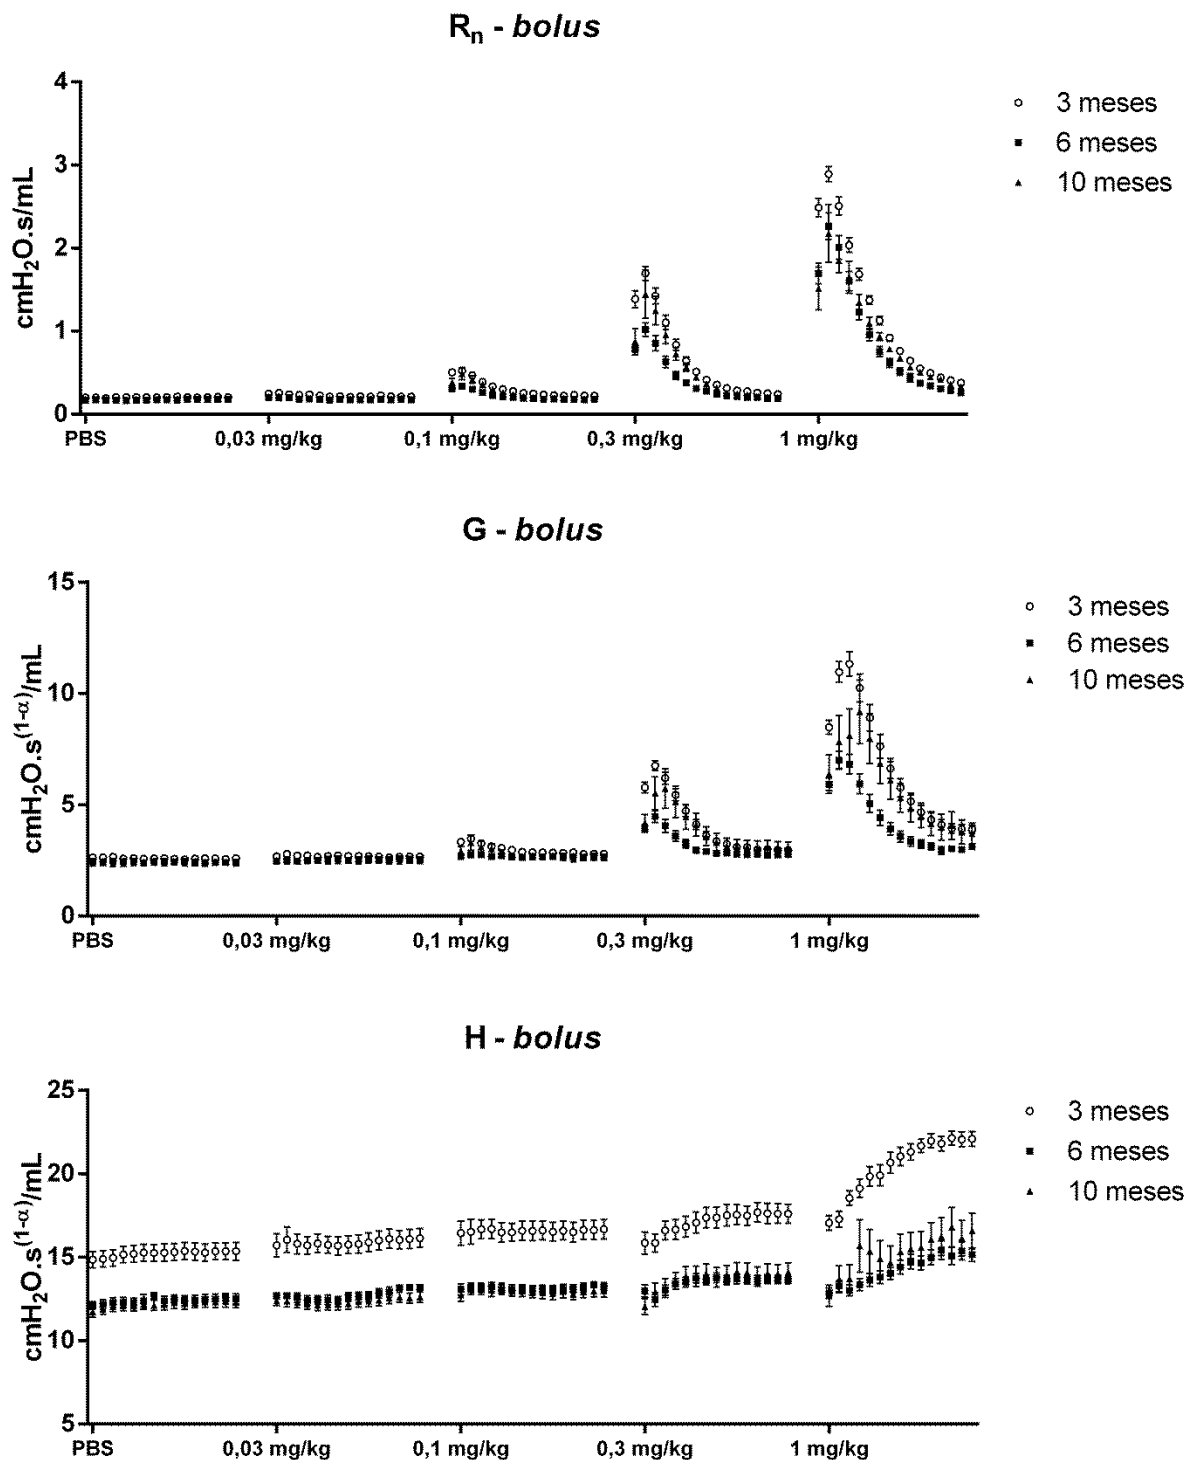 Rn - bolus
4
3
2
1
0
cmH2O.s/mL
PBS 0,03 mg/kg 0,1 mg/kg 0,3 mg/kg 1 mg/kg
3 meses
6 meses
10 meses
G - bolus
15
10
5
0
cmH2O.s(1-α)/mL
PBS 0,03 mg/kg 0,1 mg/kg 0,3 mg/kg 1 mg/kg
3 meses
6 meses
10 meses
H - bolus
25
20
15
10
5
cmH2O.s(1-α)/mL
PBS 0,03 mg/kg 0,1 mg/kg 0,3 mg/kg 1 mg/kg
3 meses
6 meses
10 meses